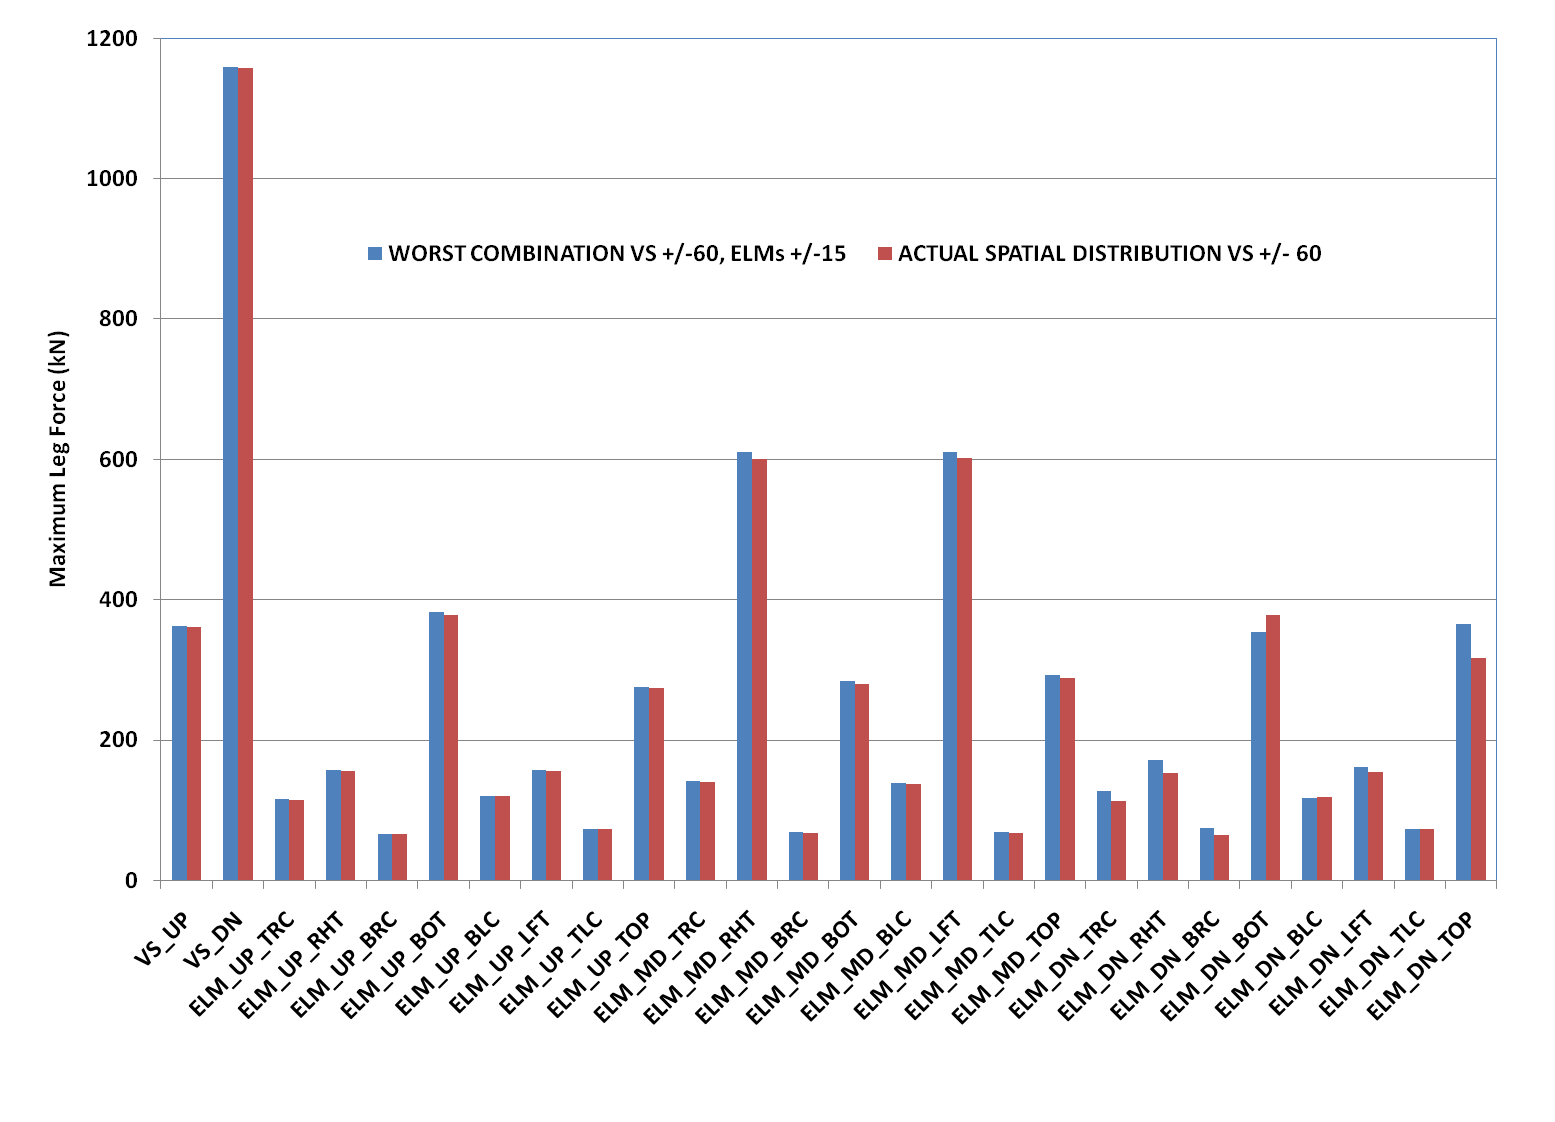 1200
1000
800
600
400
200
0
Maximum Leg Force (kN)
WORST COMBINATION VS +/-60, ELMs +/-15
ACTUAL SPATIAL DISTRIBUTION VS +/- 60
VS_UP
VS_DN
ELM_UP_TRC
ELM_UP_RHT
ELM_UP_BRC
ELM_UP_BOT
ELM_UP_BLC
ELM_UP_LFT
ELM_UP_TLC
ELM_UP_TOP
ELM_MD_TRC
ELM_MD_RHT
ELM_MD_BRC
ELM_MD_BOT
ELM_MD_BLC
ELM_MD_LFT
ELM_MD_TLC
ELM_MD_TOP
ELM_DN_TRC
ELM_DN_RHT
ELM_DN_BRC
ELM_DN_BOT
ELM_DN_BLC
ELM_DN_LFT
ELM_DN_TLC
ELM_DN_TOP